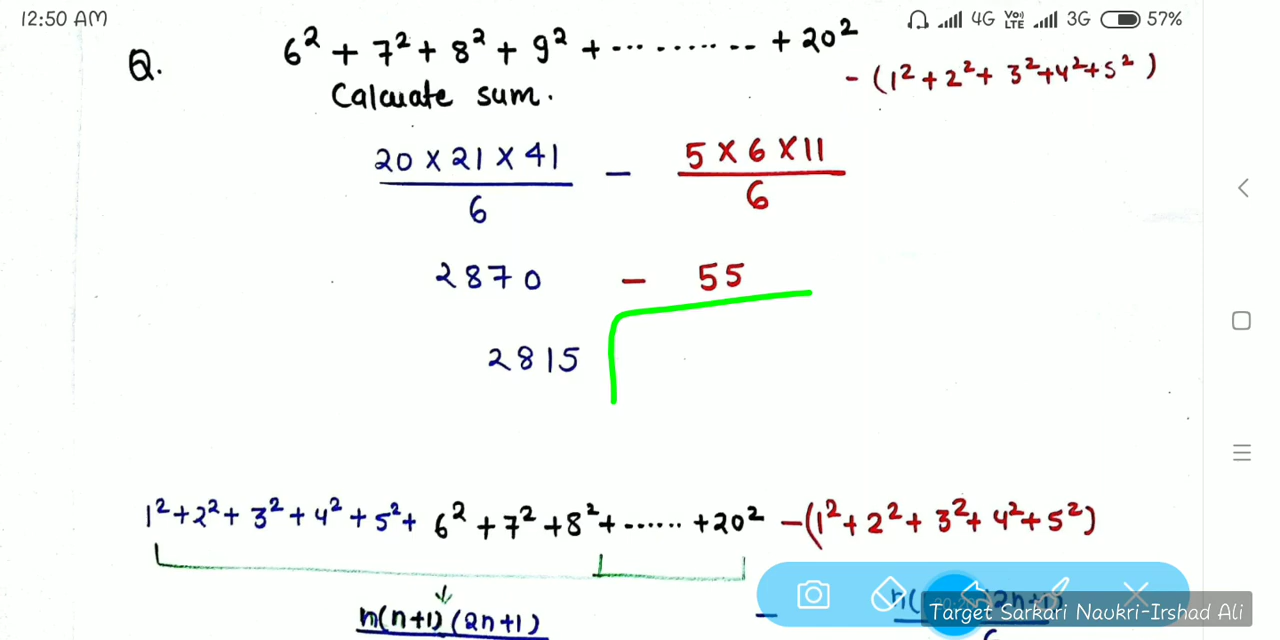 12:50 AM 4G Voj) LTE 3G 57%
Q. 6² + 7² + 8² + 9² + ............ + 20²
- (1² + 2² + 3² + 4² + 5²)
Calcuate sum.
20 × 21 × 41 / 6 - 5 × 6 × 11 / 6
2870 - 55
2815
1² + 2² + 3² + 4² + 5² + 6² + 7² + 8² + ...... + 20² - (1² + 2² + 3² + 4² + 5²)
n(n+1)(2n+1) -
Target Sarkari Naukri-Irshad Ali